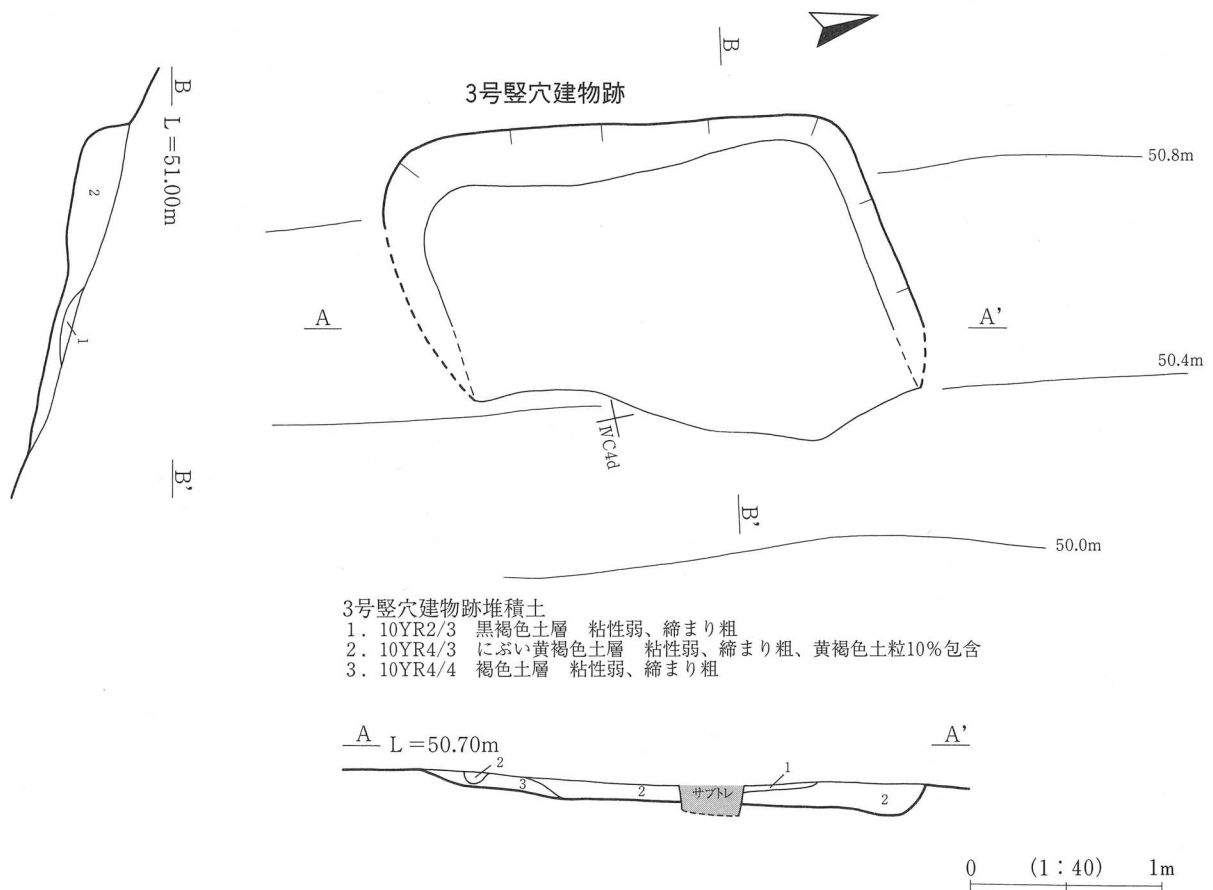 B
3号竪穴建物跡
B
L=51.00m
2
1
B'
50.8m
A
A'
50.4m
ⅣC4d
B'
50.0m
3号竪穴建物跡堆積土
1. 10YR2/3 黒褐色土層 粘性弱、締まり粗
2. 10YR4/3 にぶい黄褐色土層 粘性弱、締まり粗、黄褐色土粒10%包含
3. 10YR4/4 褐色土層 粘性弱、締まり粗
A L=50.70m
A'
2
3
2
サブトレ
1
2
0 (1:40) 1m